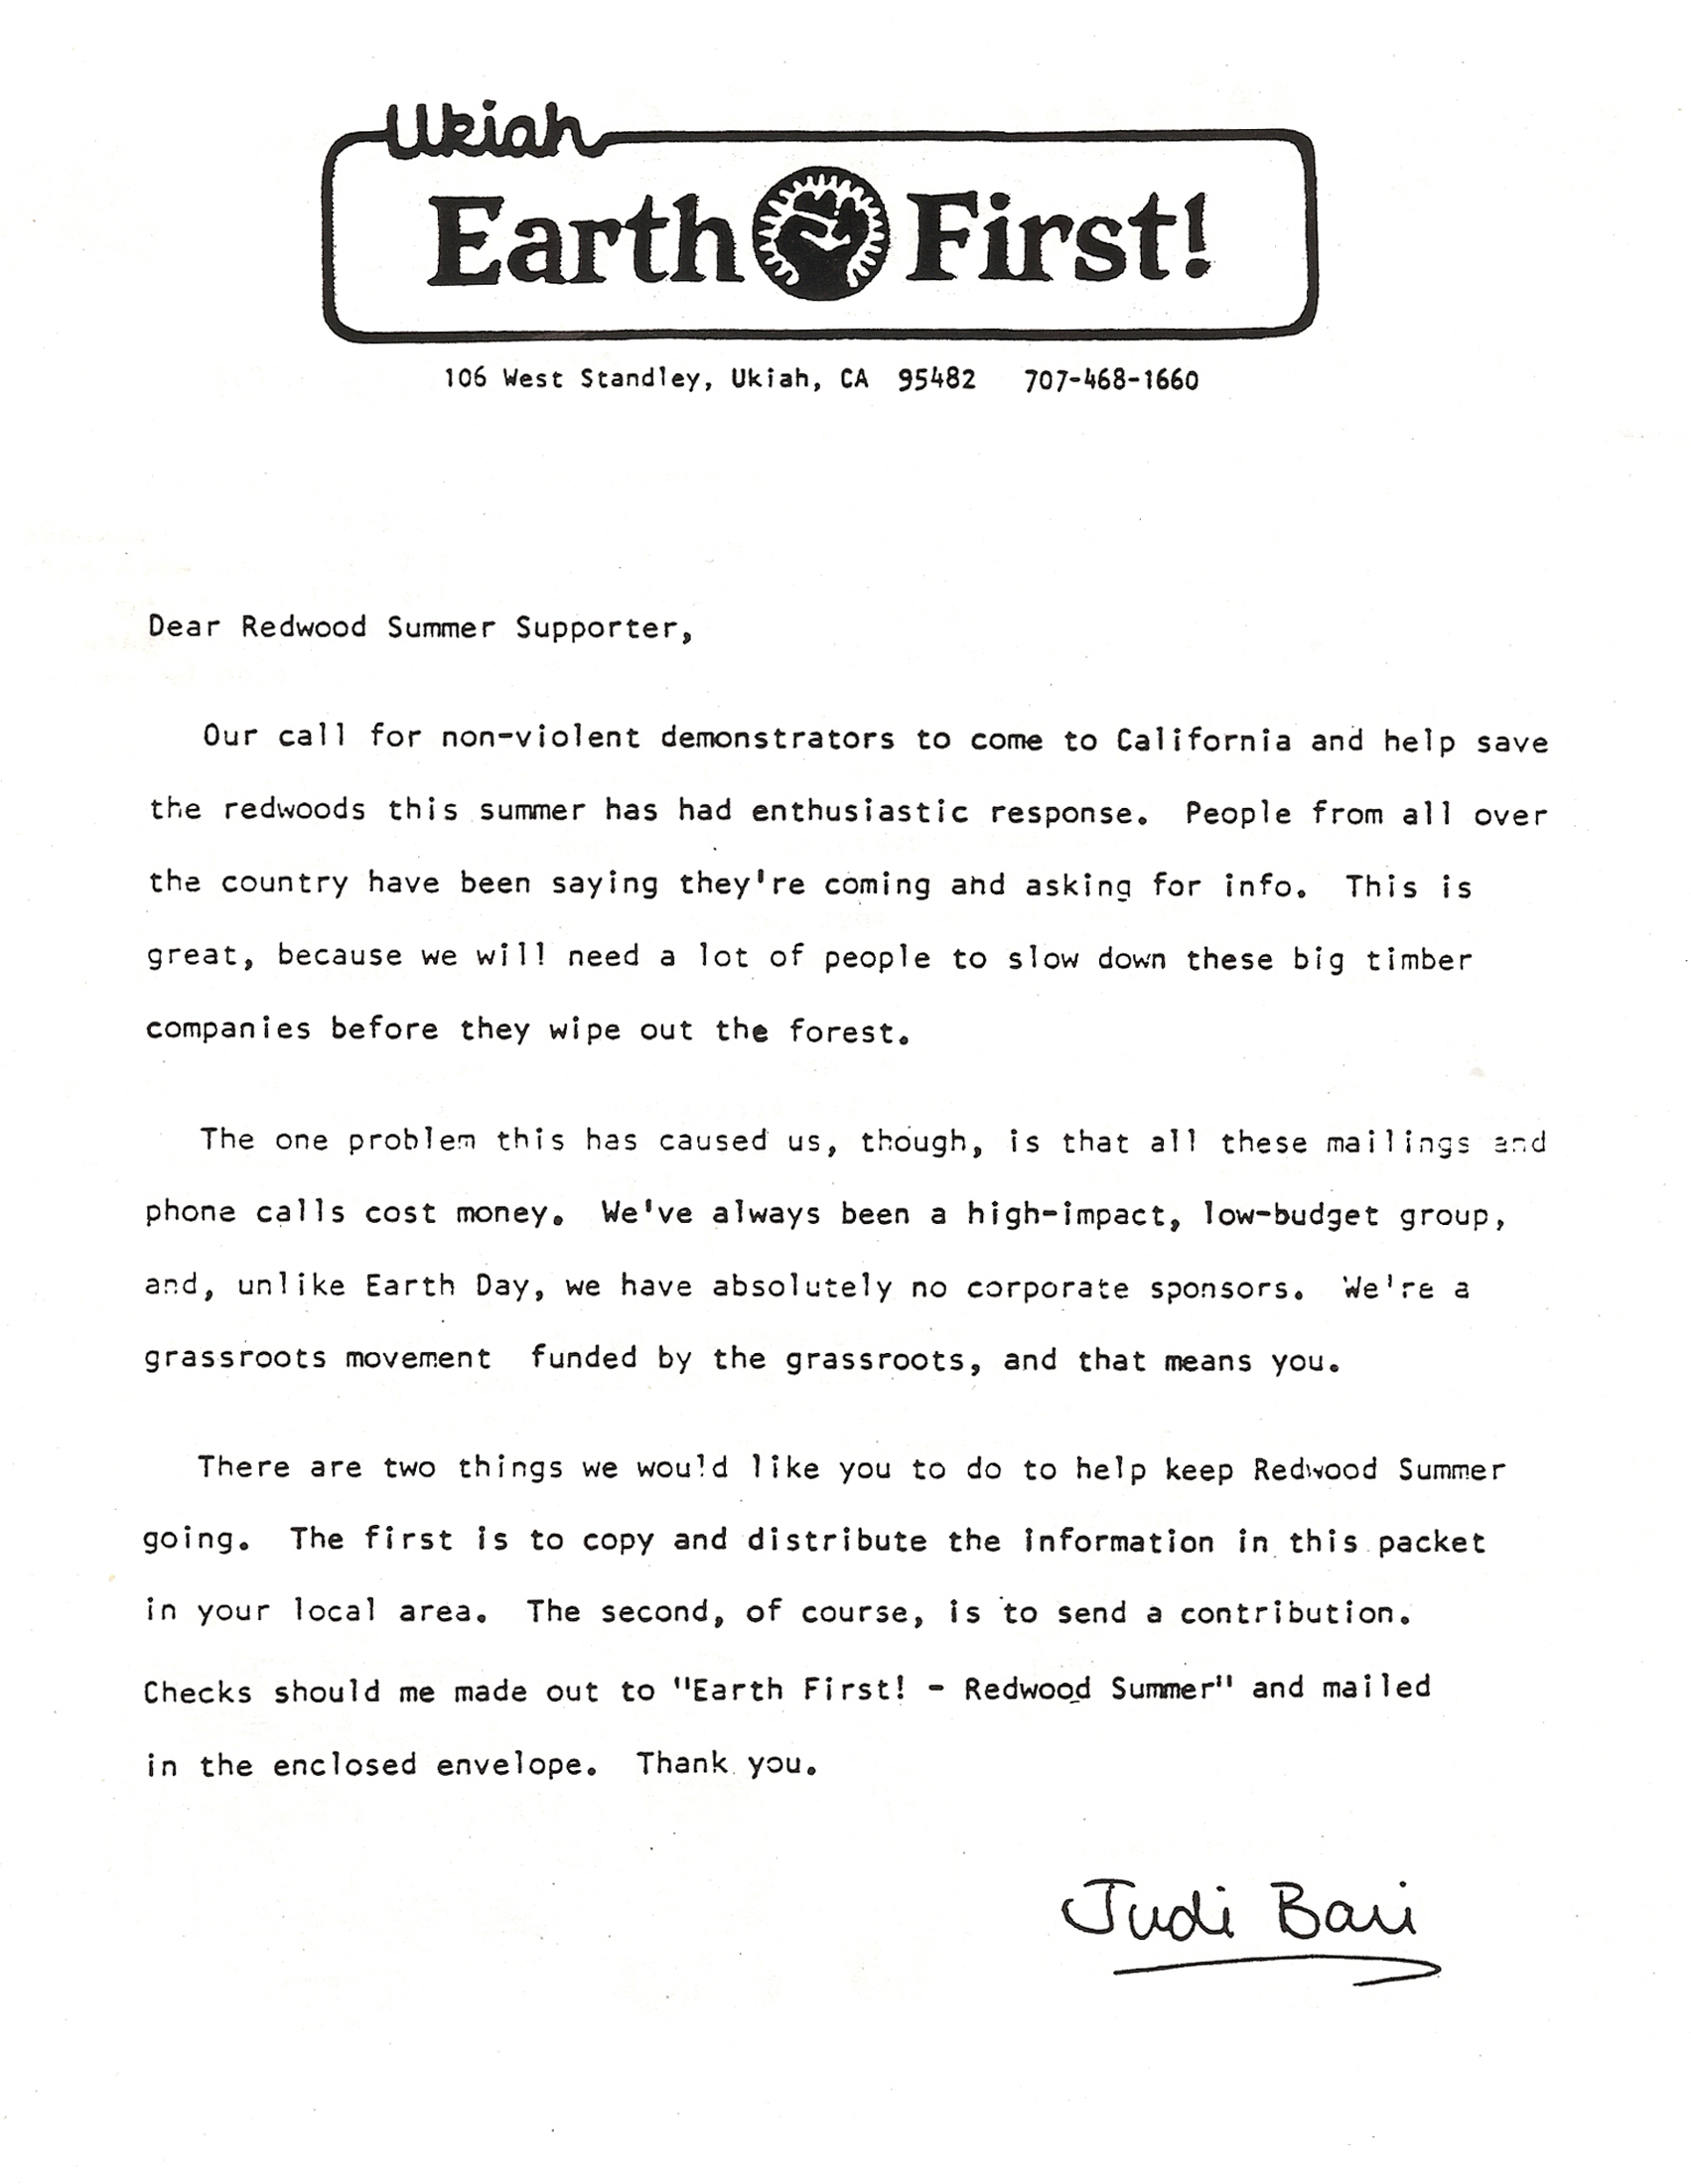 Ukiah
Earth First!
106 West Standley, Ukiah, CA 95482 707-468-1660
Dear Redwood Summer Supporter,
Our call for non-violent demonstrators to come to California and help save
the redwoods this summer has had enthusiastic response. People from all over
the country have been saying they're coming and asking for info. This is
great, because we will need a lot of people to slow down these big timber
companies before they wipe out the forest.
The one problem this has caused us, though, is that all these mailings and
phone calls cost money. We've always been a high-impact, low-budget group,
and, unlike Earth Day, we have absolutely no corporate sponsors. We're a
grassroots movement funded by the grassroots, and that means you.
There are two things we would like you to do to help keep Redwood Summer
going. The first is to copy and distribute the information in this packet
in your local area. The second, of course, is to send a contribution.
Checks should me made out to "Earth First! - Redwood Summer" and mailed
in the enclosed envelope. Thank you.
Judi Bari